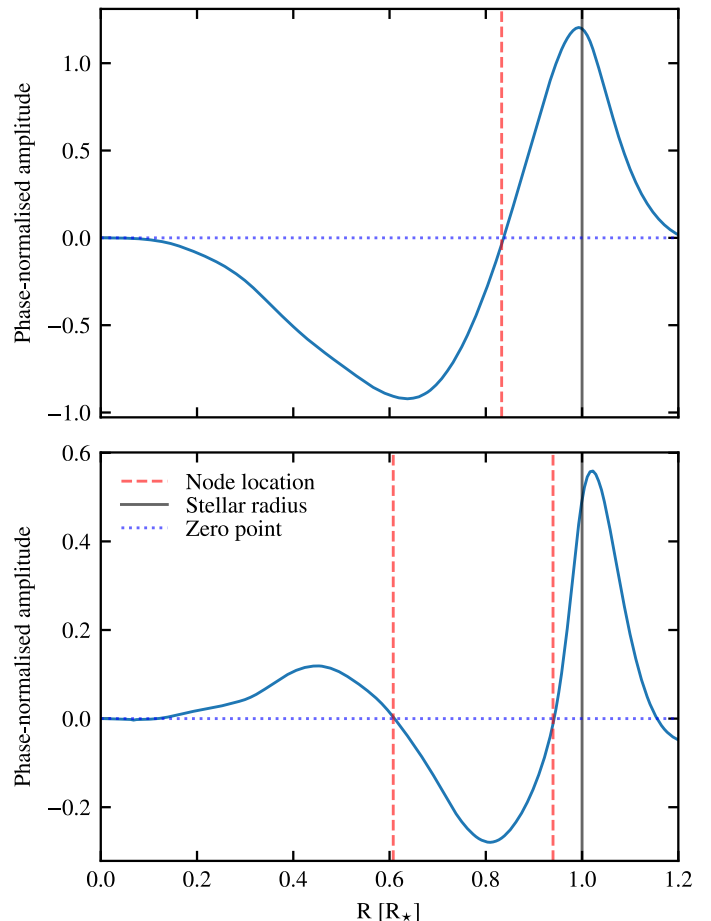 1.0
0.5
0.0
−0.5
−1.0
Phase-normalised amplitude
0.6
0.4
0.2
0.0
−0.2
Phase-normalised amplitude
Node location
Stellar radius
Zero point
0.0 0.2 0.4 0.6 0.8 1.0 1.2
R [R★]